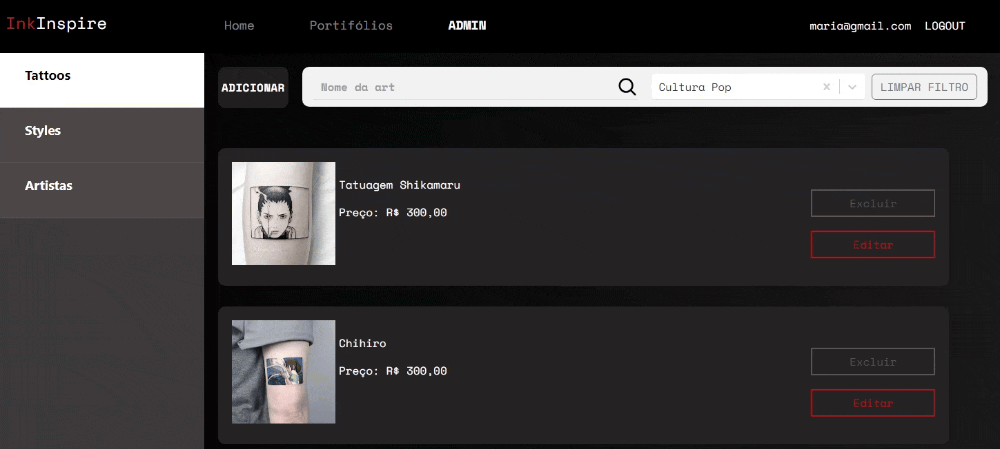 InkInspire
Home
Portifólios
ADMIN
maria@gmail.com
LOGOUT
Tattoos
Styles
Artistas
ADICIONAR
Nome da art
Cultura Pop
LIMPAR FILTRO
Tatuagem Shikamaru
Preço: R$ 300,00
Excluir
Editar
Chihiro
Preço: R$ 300,00
Excluir
Editar